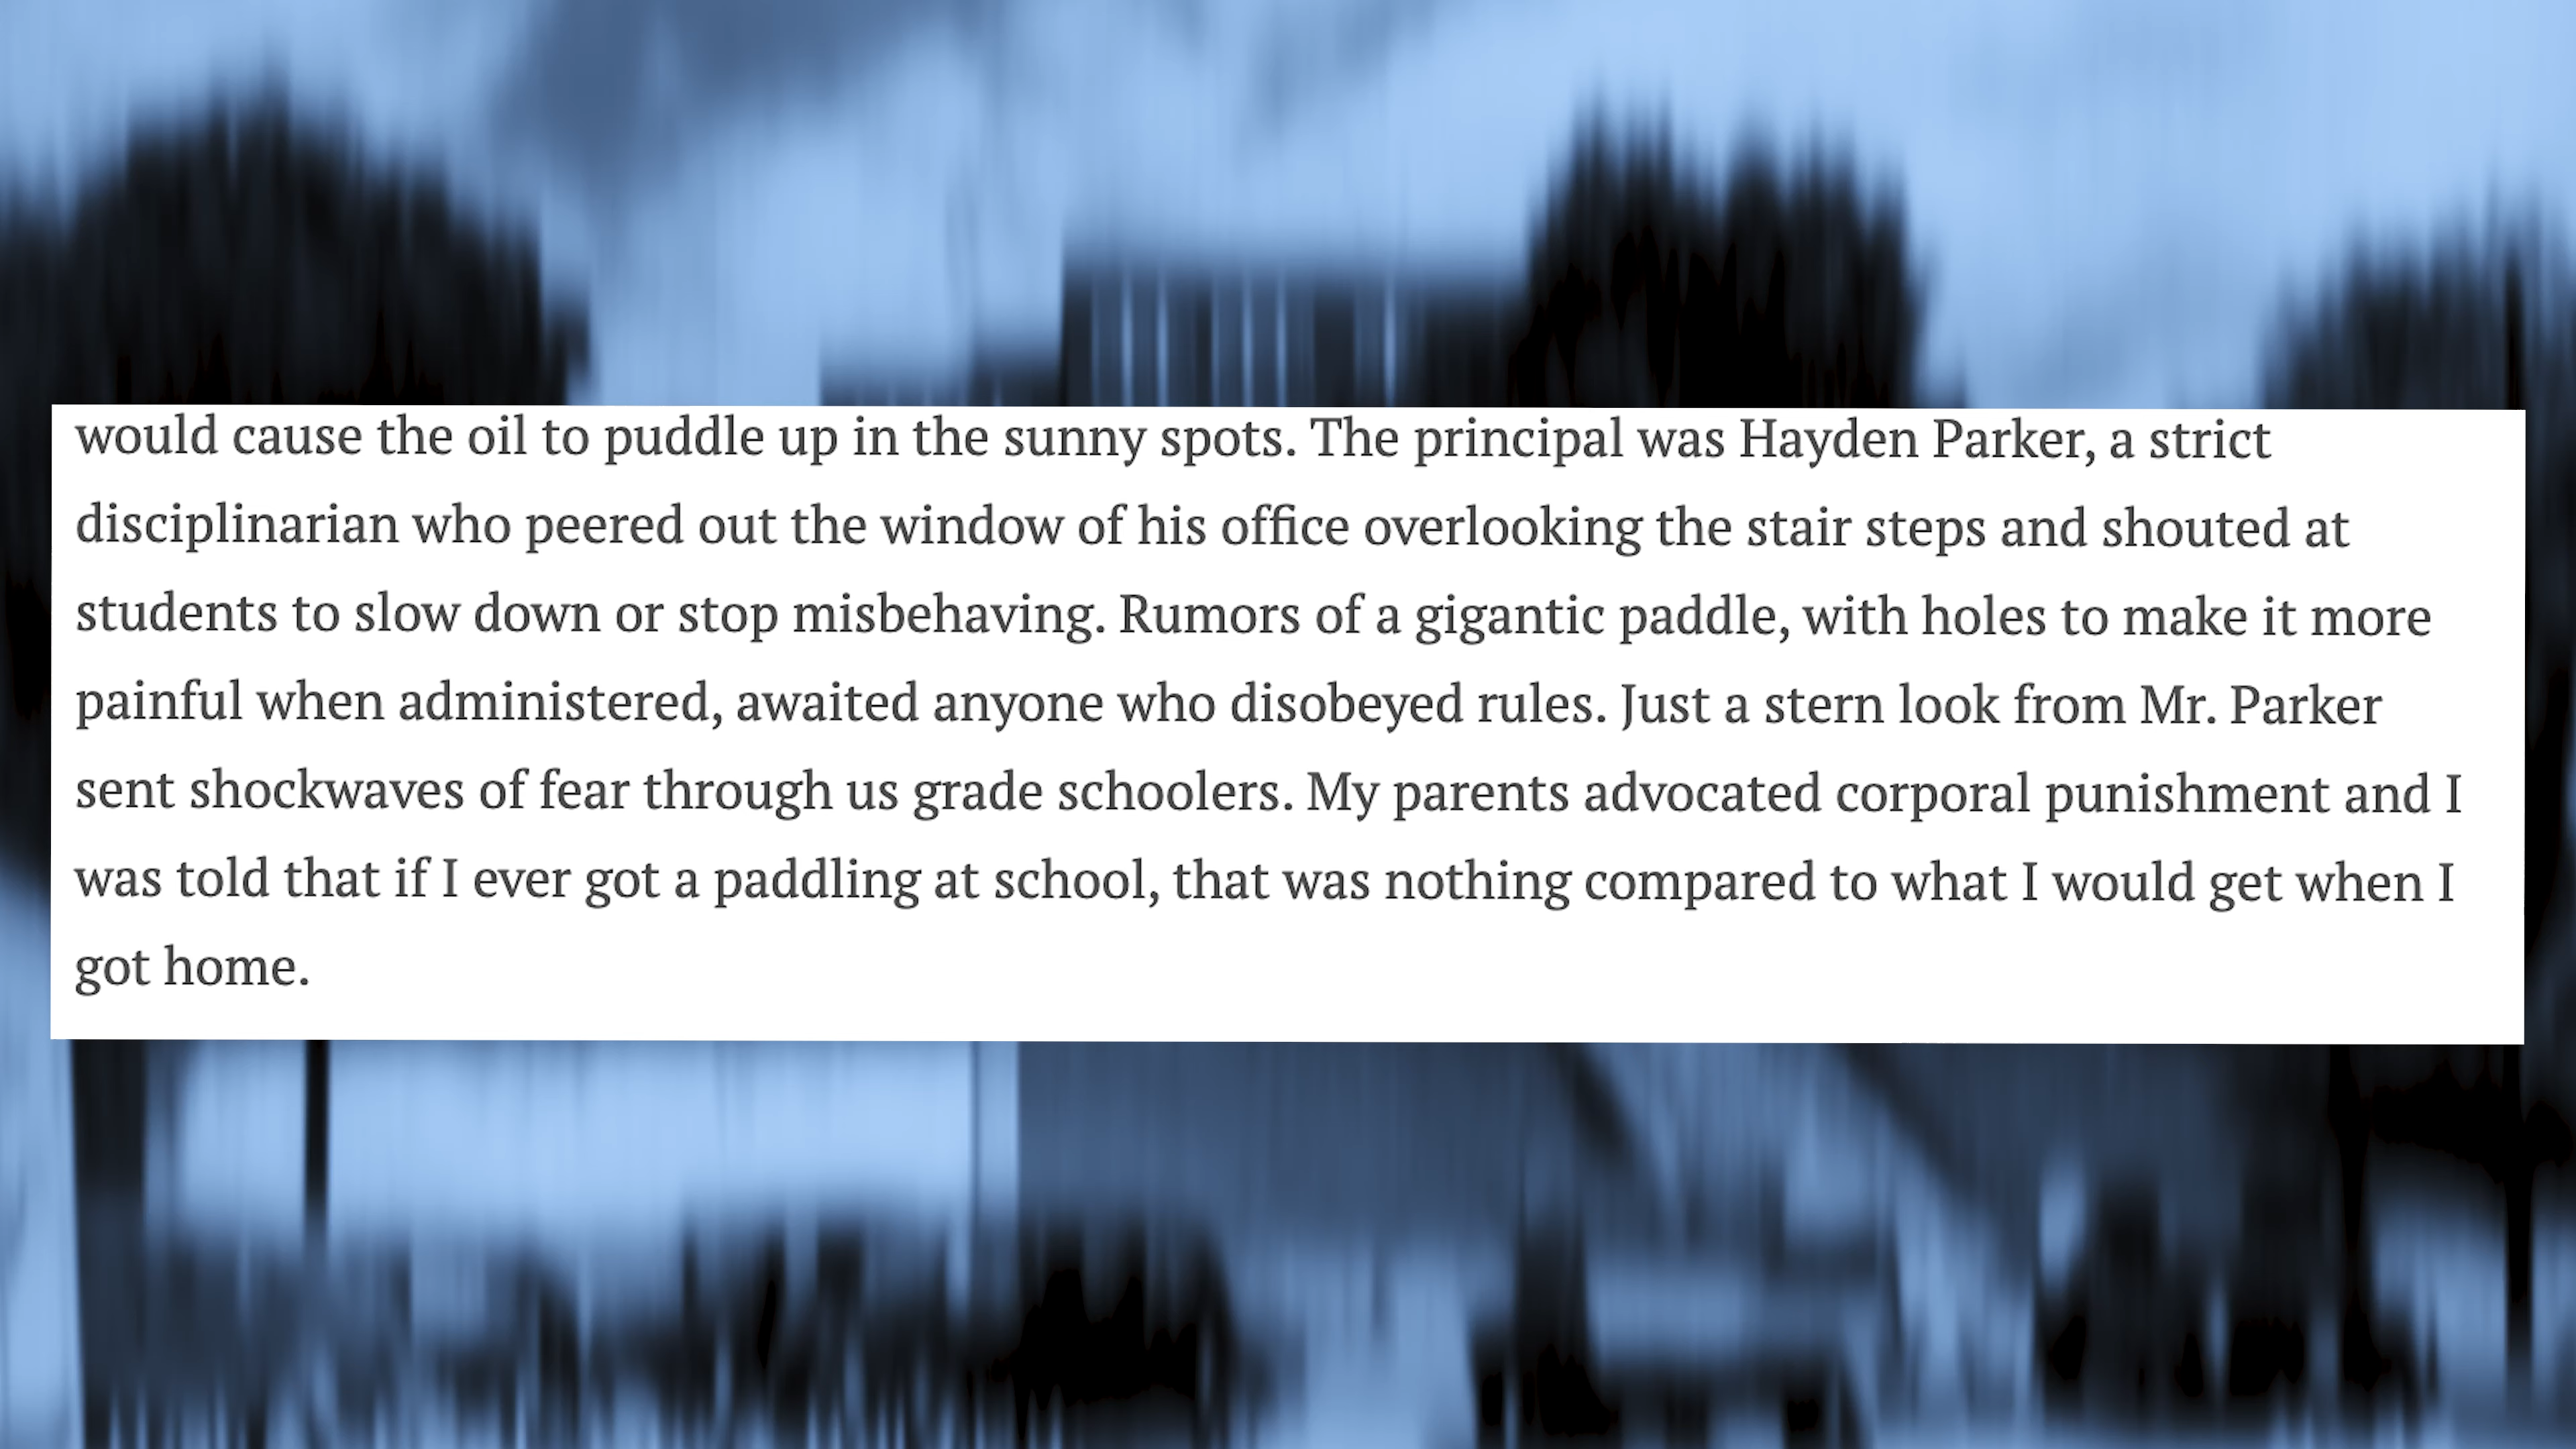 would cause the oil to puddle up in the sunny spots. The principal was Hayden Parker, a strict
disciplinarian who peered out the window of his office overlooking the stair steps and shouted at
students to slow down or stop misbehaving. Rumors of a gigantic paddle, with holes to make it more
painful when administered, awaited anyone who disobeyed rules. Just a stern look from Mr. Parker
sent shockwaves of fear through us grade schoolers. My parents advocated corporal punishment and I
was told that if I ever got a paddling at school, that was nothing compared to what I would get when I
got home.